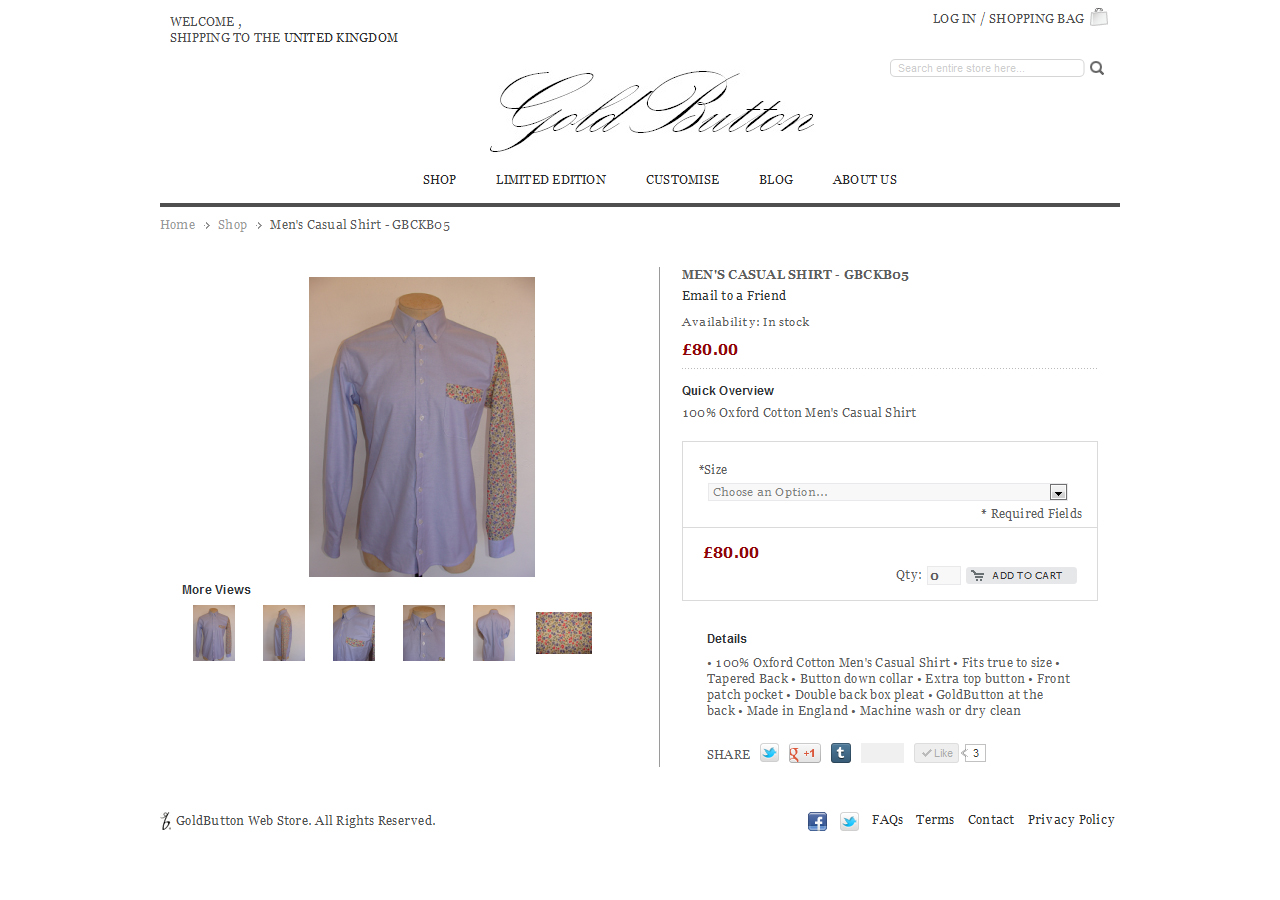 WELCOME ,
SHIPPING TO THE UNITED KINGDOM
LOG IN / SHOPPING BAG
Search entire store here...
Gold Button
SHOP LIMITED EDITION CUSTOMISE BLOG ABOUT US
Home > Shop > Men's Casual Shirt - GBCKB05
MEN'S CASUAL SHIRT - GBCKB05
Email to a Friend
Availability: In stock
£80.00
Quick Overview
100% Oxford Cotton Men's Casual Shirt
*Size
Choose an Option...
* Required Fields
£80.00
Qty: 0 ADD TO CART
More Views
Details
• 100% Oxford Cotton Men's Casual Shirt • Fits true to size •
Tapered Back • Button down collar • Extra top button • Front
patch pocket • Double back box pleat • GoldButton at the
back • Made in England • Machine wash or dry clean
SHARE g +1 t Like 3
GoldButton Web Store. All Rights Reserved.
f FAQs Terms Contact Privacy Policy